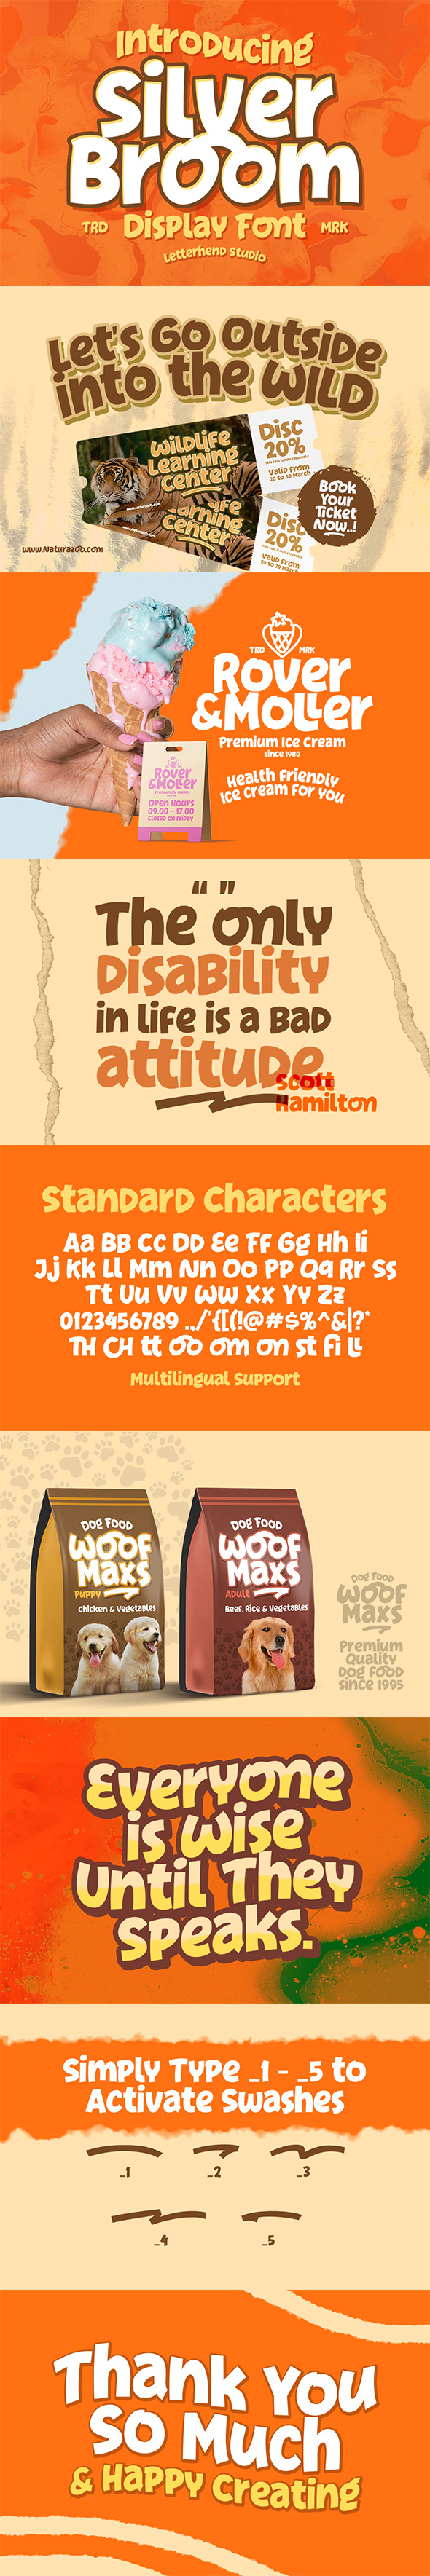 Introducing
Silver
Broom
TRD Display Font MRK
Letterhend Studio
Let's Go Outside
into the WILD
Wildlife
Learning
Center
Disc
20%
Valid From
20 to 30 March
Learning
Center
Disc
20%
Valid From
20 to 30 March
Book
Your
Ticket
Now..!
www.Naturazoo.com
TRD MRK
Rover
&Moller
Premium Ice Cream
since 1980
Health Friendly
Ice cream For You
Rover
&Moller
Premium Ice Cream
Open Hours
09.00 - 17.00
Closed on Friday
“ ”
The only
Disability
in life is a Bad
attitude
Scott
Hamilton
Standard Characters
Aa Bb Cc Dd Ee Ff Gg Hh Ii
Jj Kk Ll Mm Nn Oo Pp Qq Rr Ss
Tt Uu Vv Ww Xx Yy Zz
0123456789 .,/'{[(!@#$%^&|?*
TH CH tt oo om on st fi LL
Multilingual Support
Dog Food
Woof
Maxs
Puppy
Chicken & Vegetables
Dog Food
Woof
Maxs
Adult
Beef, Rice & Vegetables
Dog Food
Woof
Maxs
Premium
Quality
Dog Food
since 1995
Everyone
is Wise
Until They
Speaks.
Simply Type _1 - _5 to
Activate Swashes
_1 _2 _3
_4 _5
Thank You
So Much
& Happy Creating